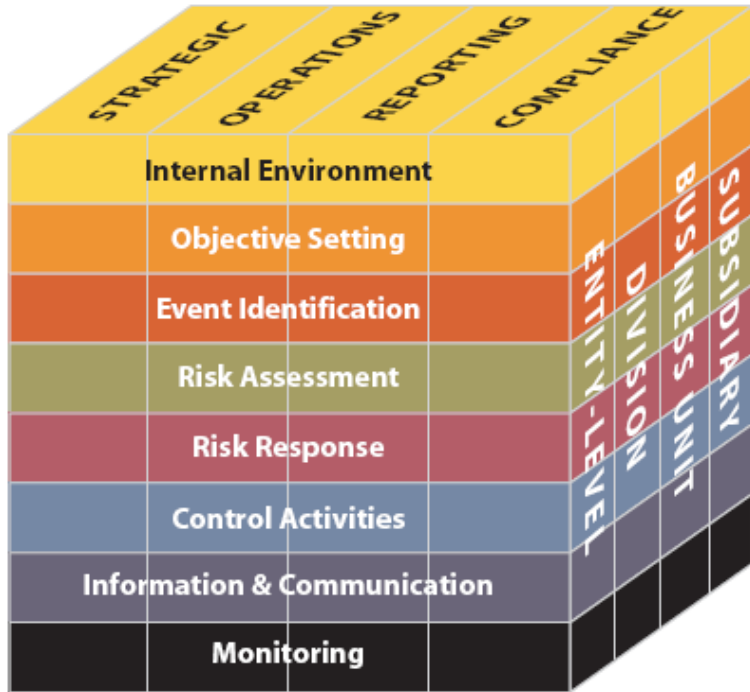 STRATEGIC
OPERATIONS
REPORTING
COMPLIANCE
Internal Environment
Objective Setting
Event Identification
Risk Assessment
Risk Response
Control Activities
Information & Communication
Monitoring
ENTITY-LEVEL
DIVISION
BUSINESS UNIT
SUBSIDIARY